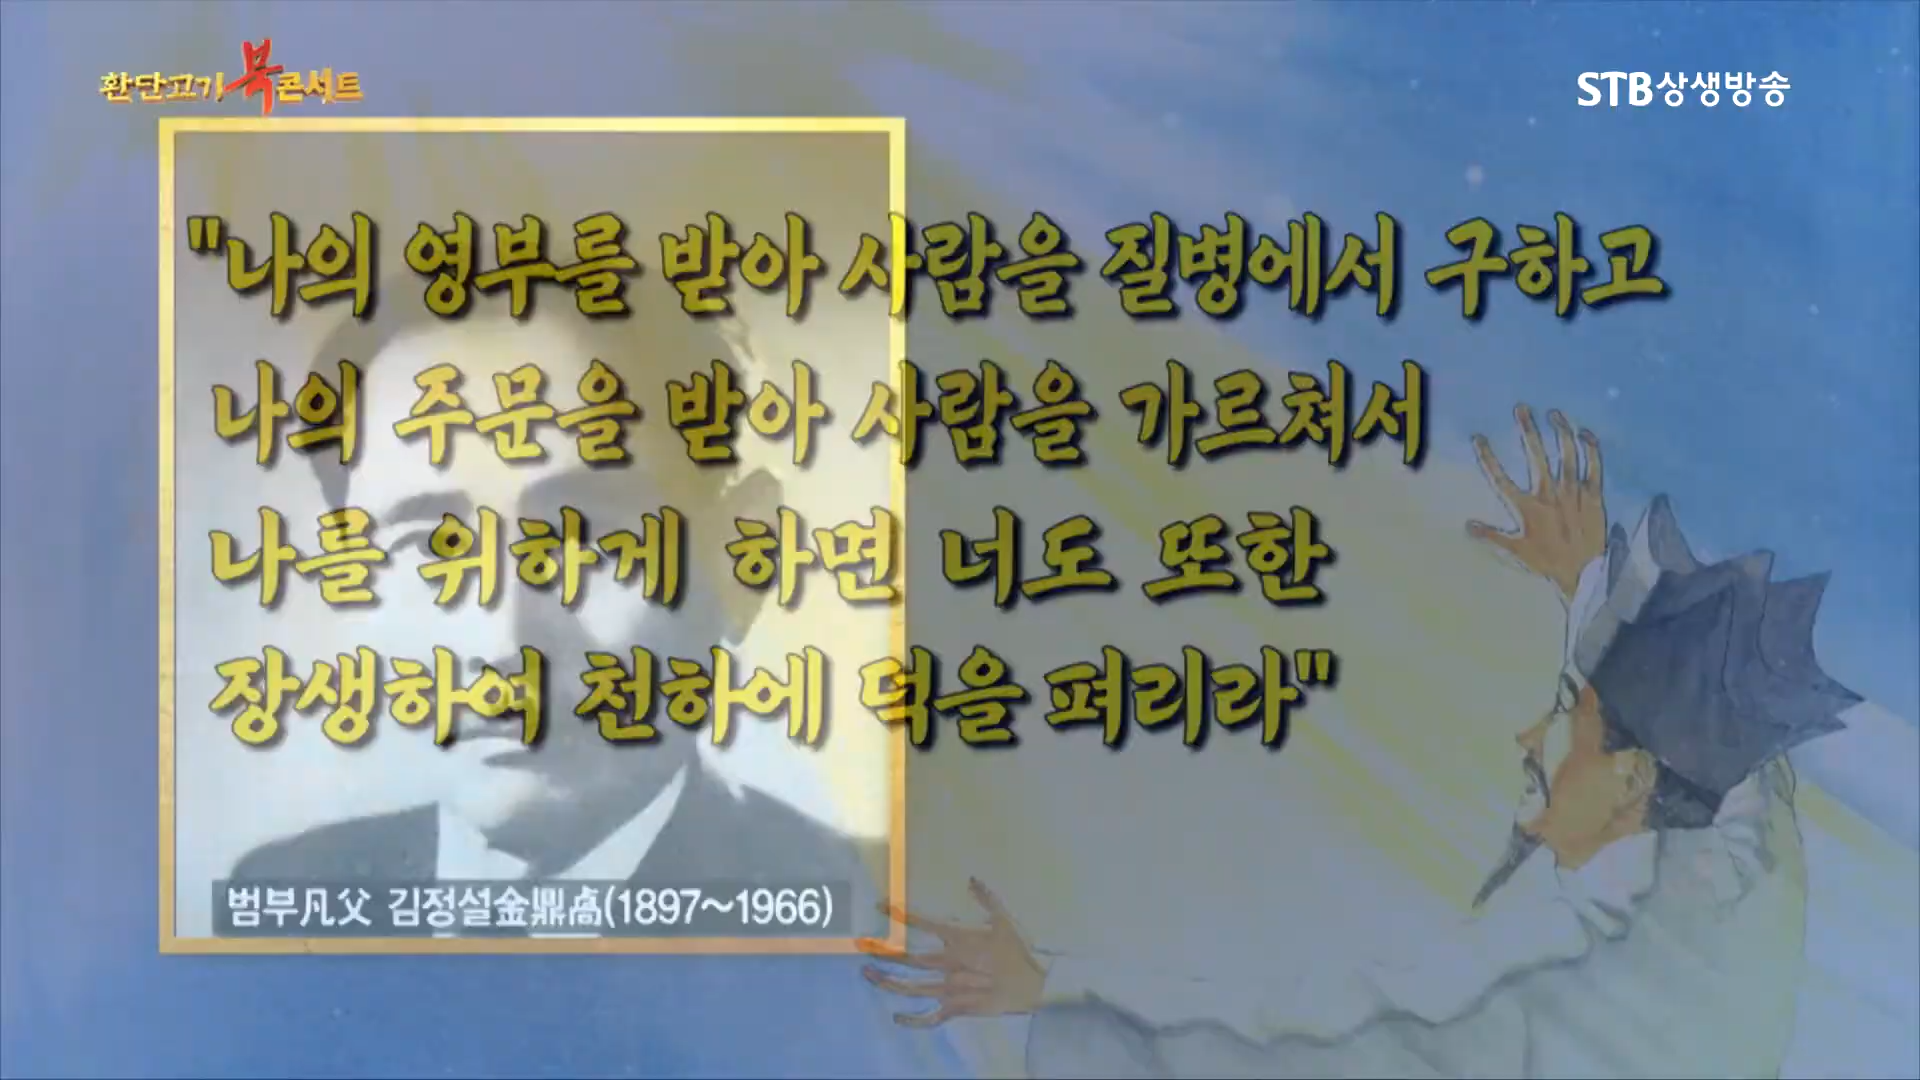 환단고기 북콘서트
STB상생방송
"나의 영부를 받아 사람을 질병에서 구하고
나의 주문을 받아 사람을 가르쳐서
나를 위하게 하면 너도 또한
장생하여 천하에 덕을 펴리라"
범부凡父 김정설金鼎卨(1897~1966)